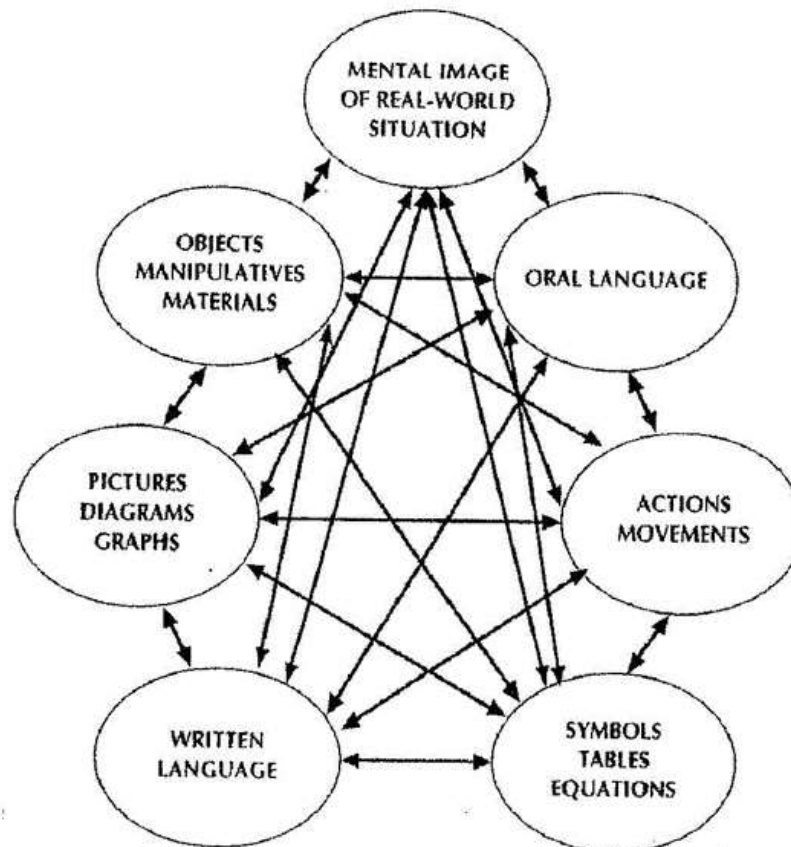 MENTAL IMAGE
OF REAL-WORLD
SITUATION
OBJECTS
MANIPULATIVES
MATERIALS
ORAL LANGUAGE
PICTURES
DIAGRAMS
GRAPHS
ACTIONS
MOVEMENTS
WRITTEN
LANGUAGE
SYMBOLS
TABLES
EQUATIONS